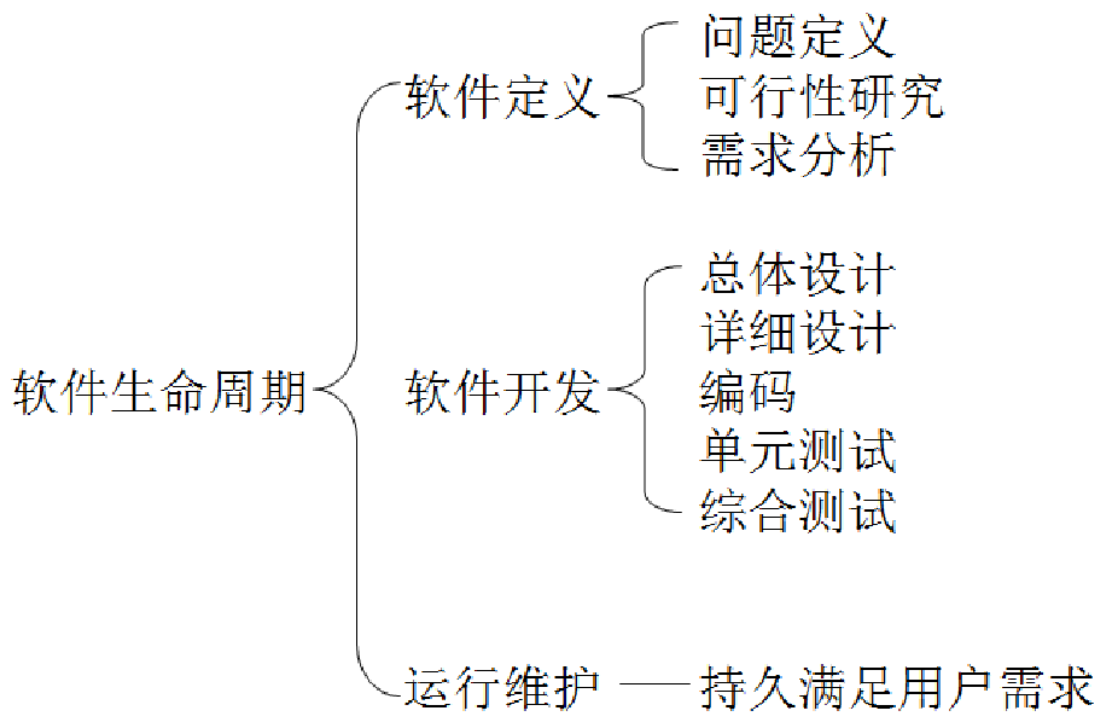 软件生命周期
软件定义
问题定义
可行性研究
需求分析
软件开发
总体设计
详细设计
编码
单元测试
综合测试
运行维护
持久满足用户需求